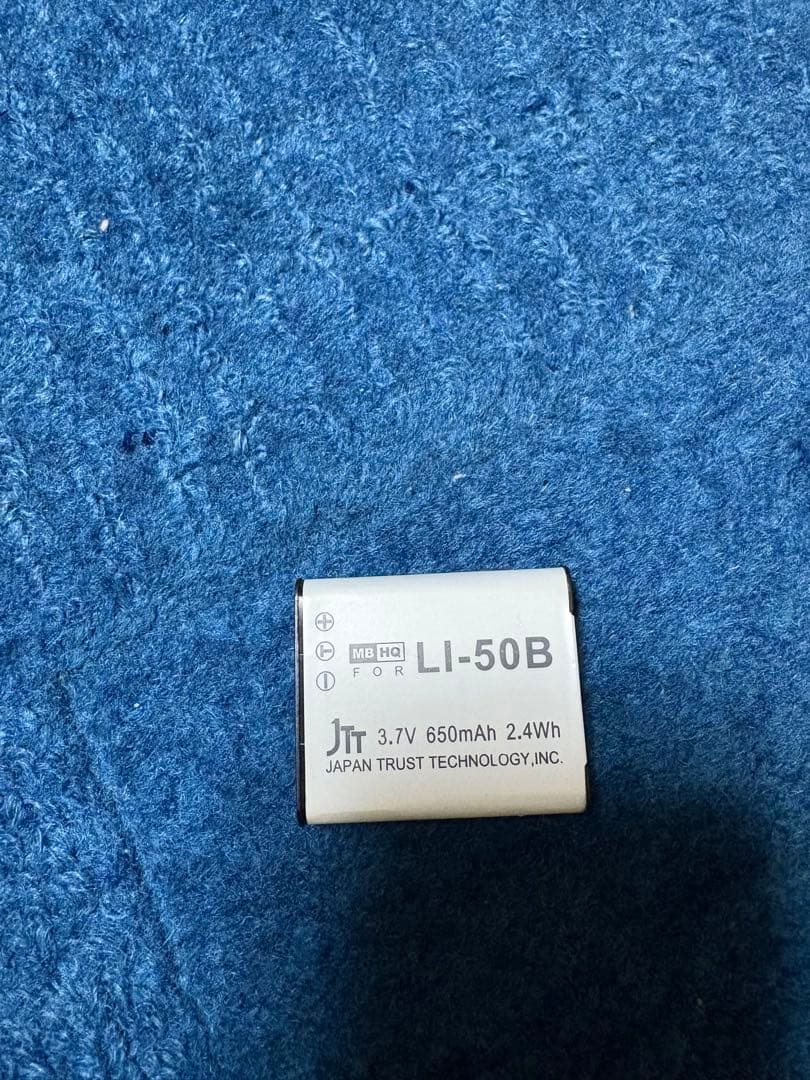 MB HQ LI-50B
FOR
JTT 3.7V 650mAh 2.4Wh
JAPAN TRUST TECHNOLOGY,INC.